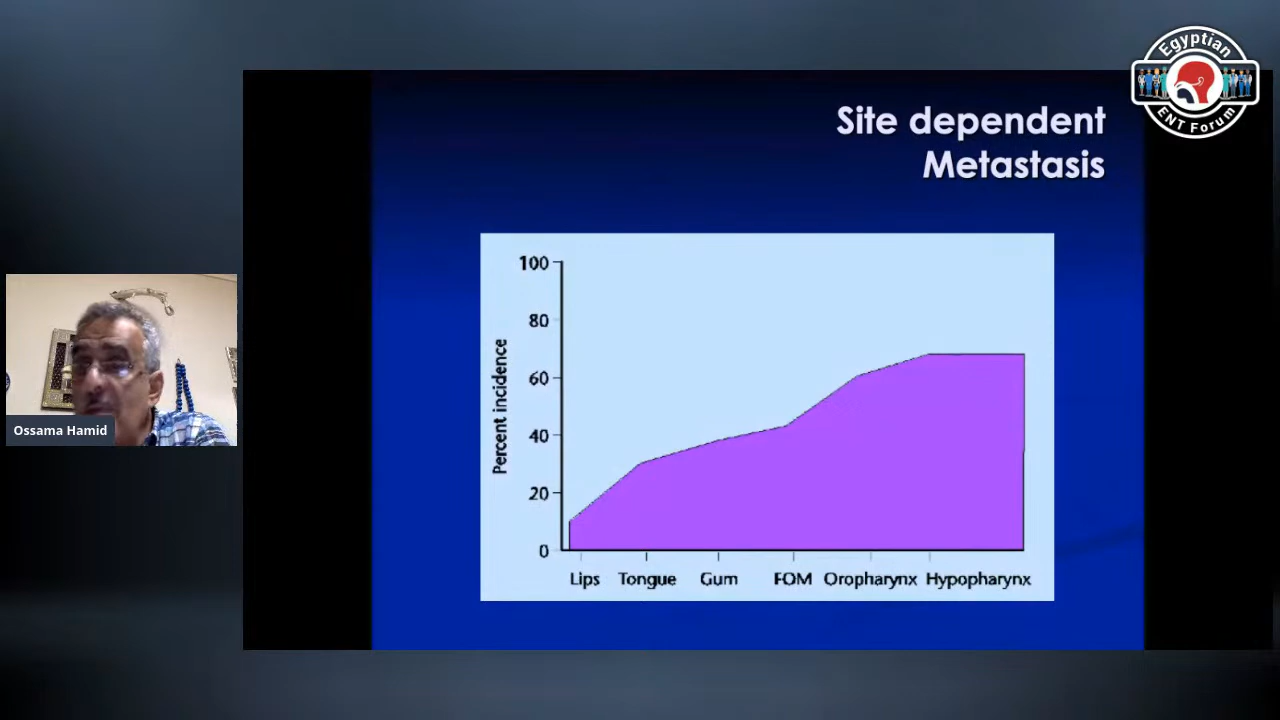 Egyptian
ENT Forum
Site dependent
Metastasis
100
80
60
40
20
0
Percent incidence
Lips Tongue Gum FOM Oropharynx Hypopharynx
Ossama Hamid